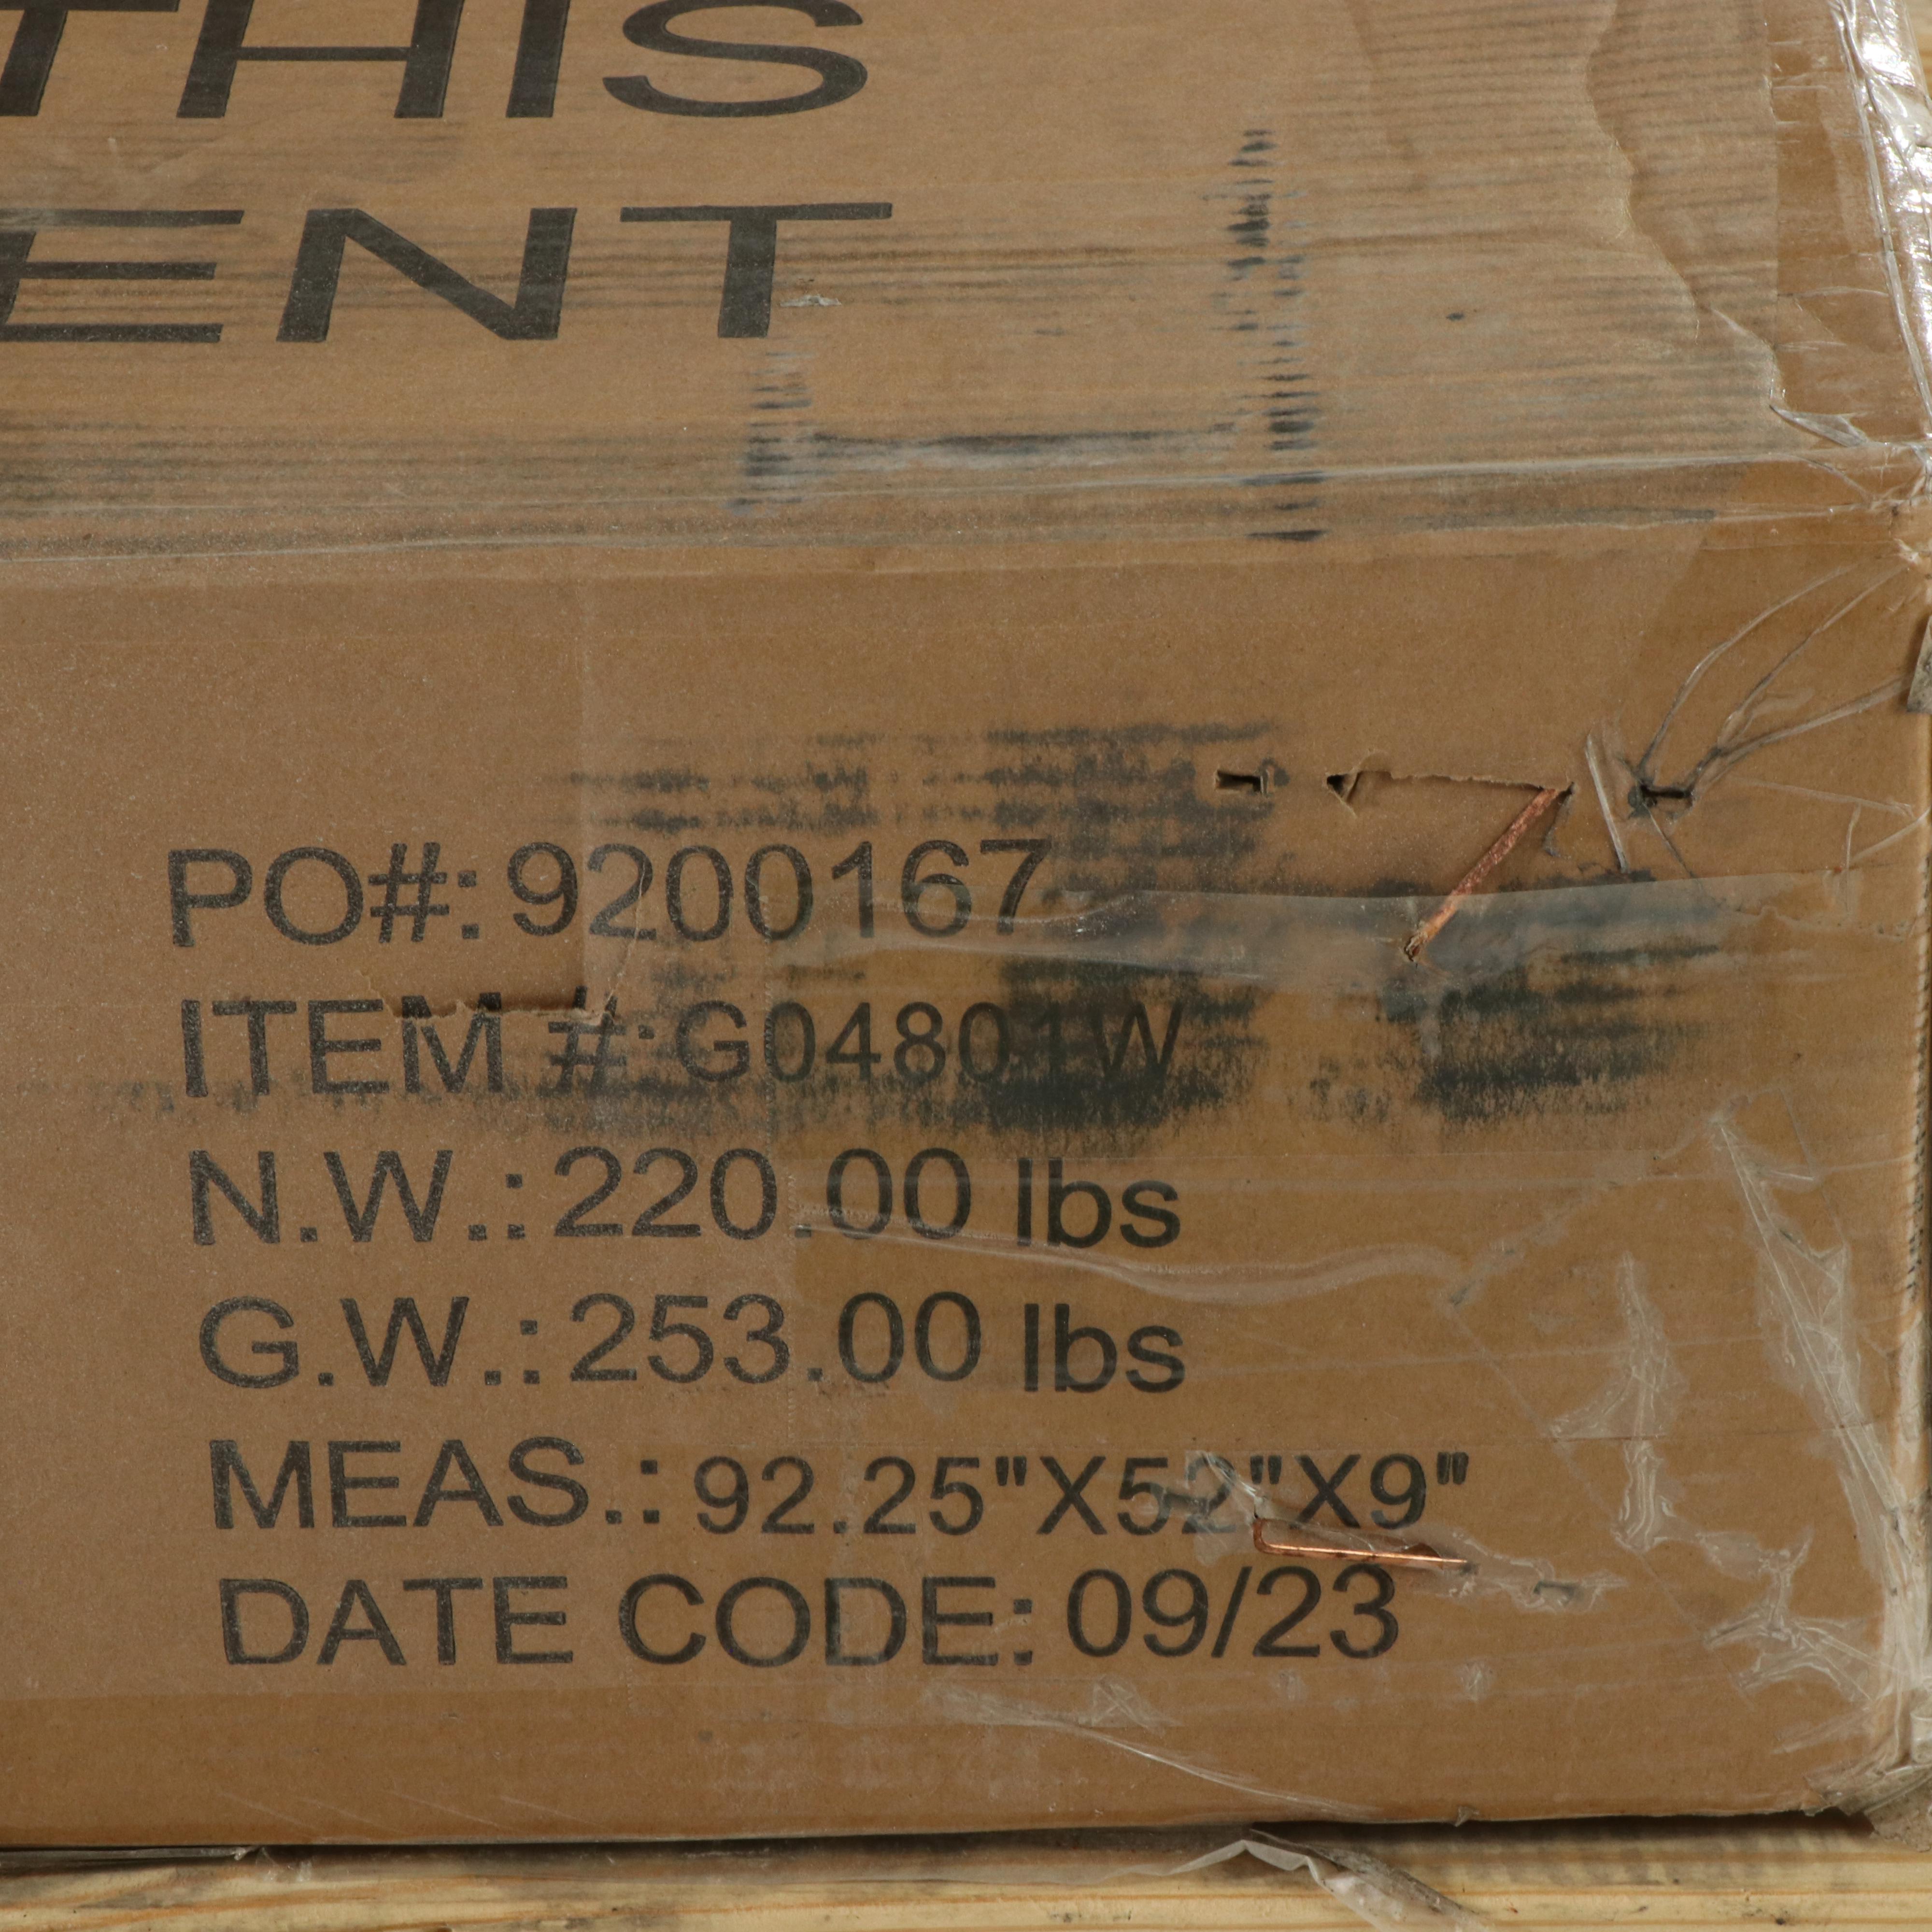 THIS
ENT
PO#: 9200167
ITEM #: G04801W
N.W.: 220.00 lbs
G.W.: 253.00 lbs
MEAS.: 92.25"X52"X9"
DATE CODE: 09/23